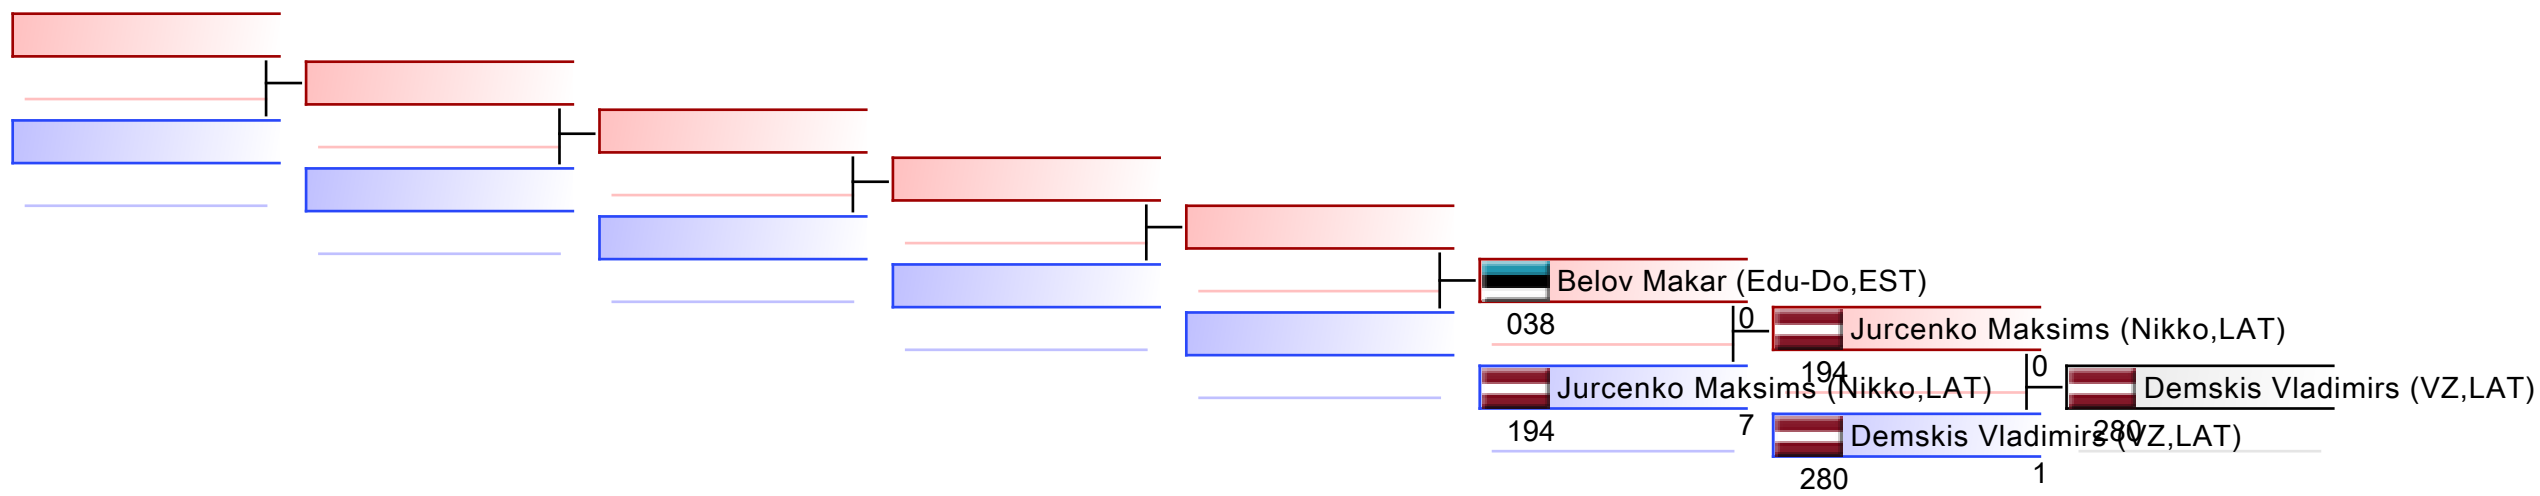 Belov Makar (Edu-Do,EST)
038
0
Jurcenko Maksims (Nikko,LAT)
194
7
Jurcenko Maksims (Nikko,LAT)
194
0
Demskis Vladimirs (VZ,LAT)
280
1
Demskis Vladimirs (VZ,LAT)
280